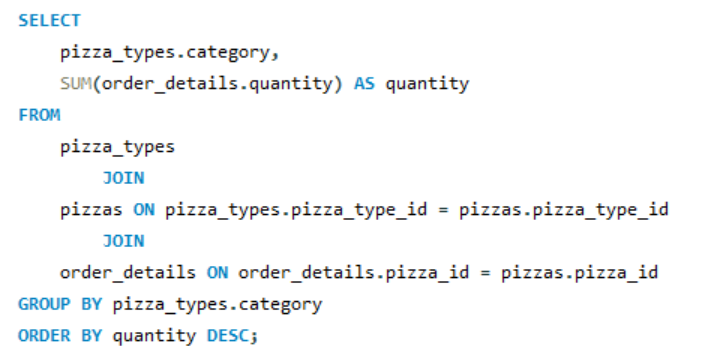 SELECT
    pizza_types.category,
    SUM(order_details.quantity) AS quantity
FROM
    pizza_types
        JOIN
    pizzas ON pizza_types.pizza_type_id = pizzas.pizza_type_id
        JOIN
    order_details ON order_details.pizza_id = pizzas.pizza_id
GROUP BY pizza_types.category
ORDER BY quantity DESC;